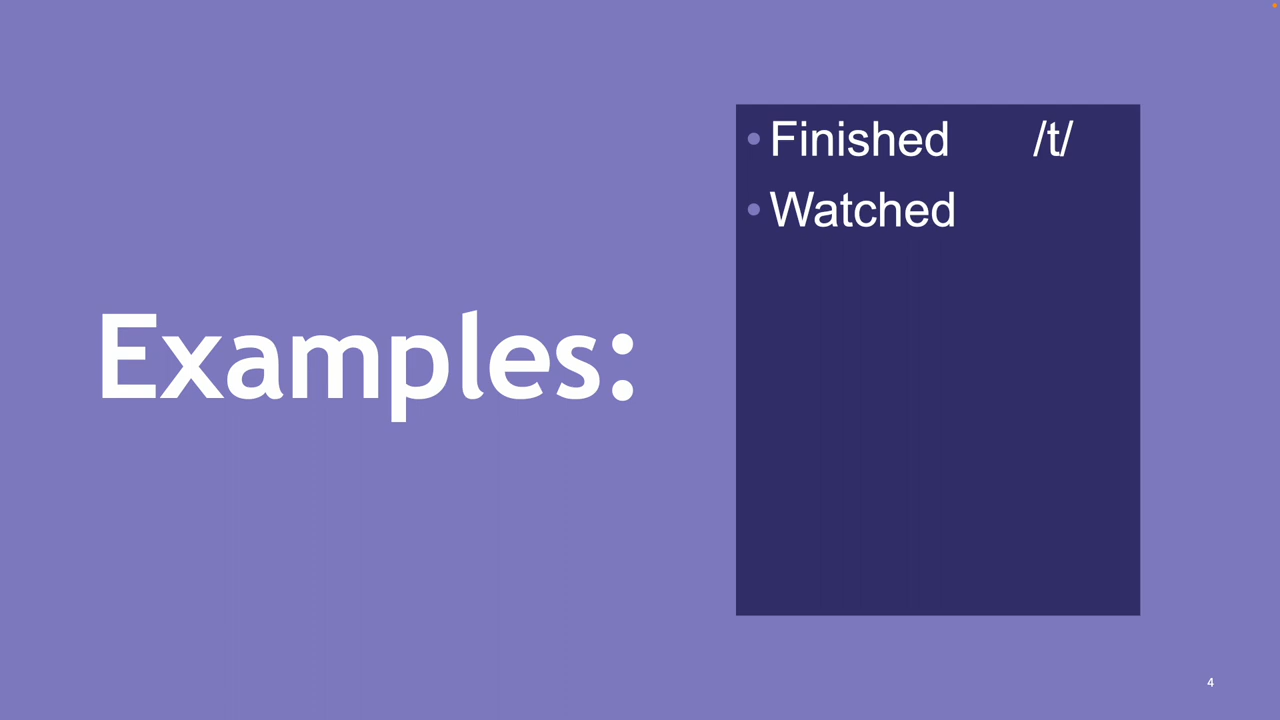 Examples:
• Finished /t/
• Watched
4